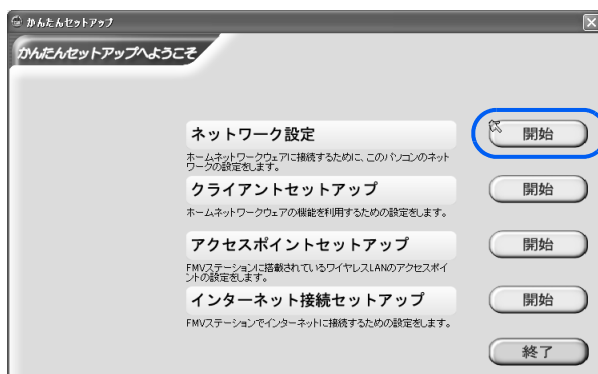 かんたんセットアップ
かんたんセットアップへようこそ
ネットワーク設定
開始
ホームネットワークウェアに接続するために、このパソコンのネット
ワークの設定をします。
クライアントセットアップ
開始
ホームネットワークウェアの機能を利用するための設定をします。
アクセスポイントセットアップ
開始
FMVステーションに搭載されているワイヤレスLANのアクセスポイ
ントの設定をします。
インターネット接続セットアップ
開始
FMVステーションでインターネットに接続するための設定をします。
終了